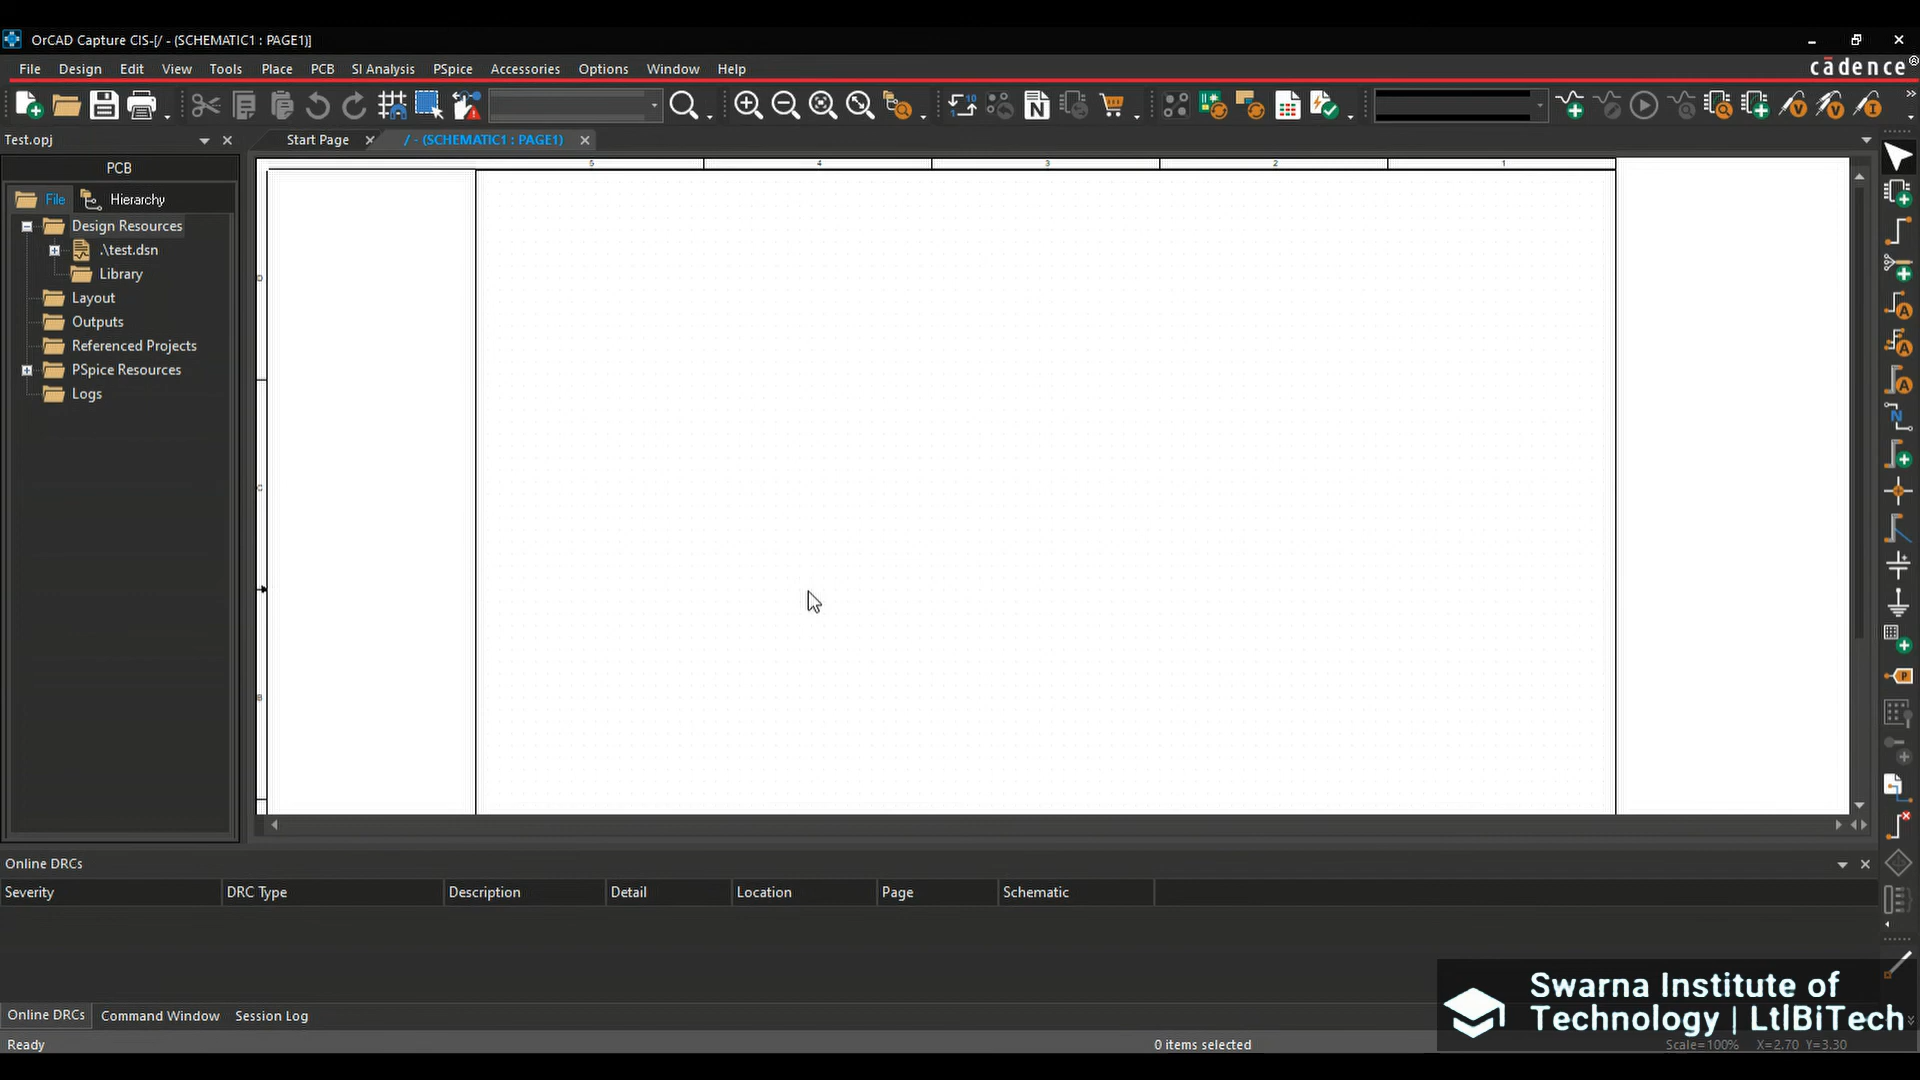 OrCAD Capture CIS-[/ - (SCHEMATIC1 : PAGE1)]
File Design Edit View Tools Place PCB SI Analysis PSpice Accessories Options Window Help
cādence®
Test.opj
Start Page
/ - (SCHEMATIC1 : PAGE1)
PCB
File Hierarchy
Design Resources
.\test.dsn
Library
Layout
Outputs
Referenced Projects
PSpice Resources
Logs
5 4 3 2 1
D
C
B
Online DRCs
Severity DRC Type Description Detail Location Page Schematic
Online DRCs Command Window Session Log
Ready
0 items selected
Scale=100% X=2.70 Y=3.30
Swarna Institute of
Technology | LtlBiTech